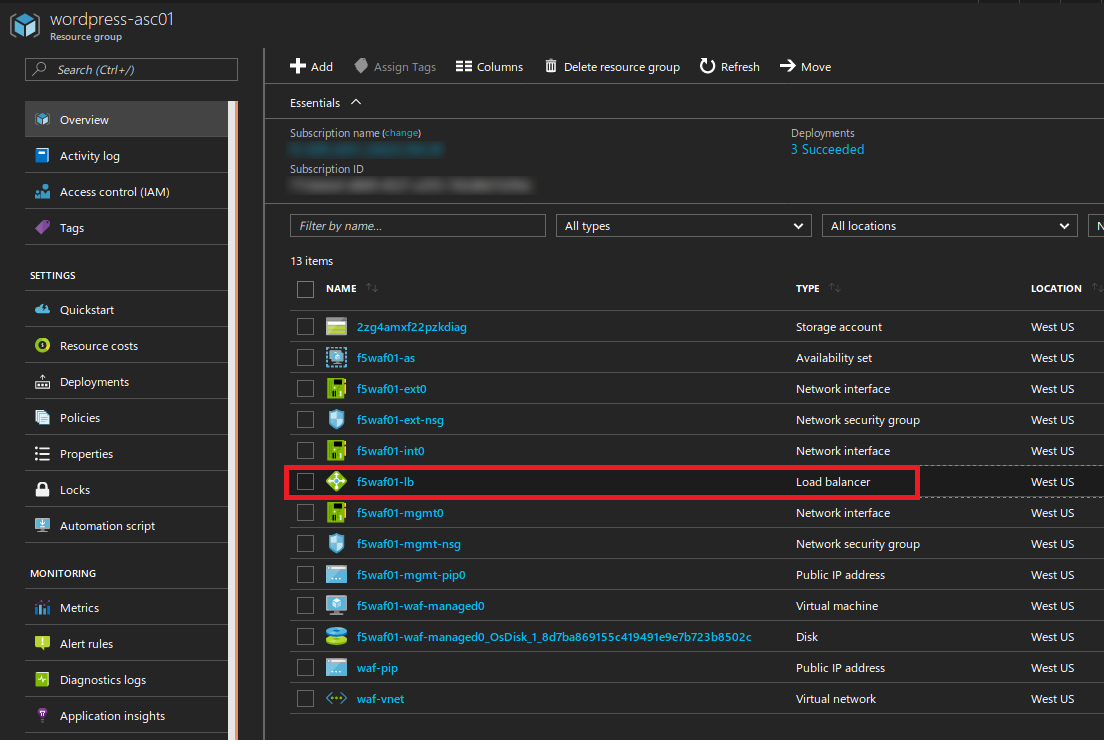 wordpress-asc01
Resource group
Search (Ctrl+/)
Overview
Activity log
Access control (IAM)
Tags
SETTINGS
Quickstart
Resource costs
Deployments
Policies
Properties
Locks
Automation script
MONITORING
Metrics
Alert rules
Diagnostics logs
Application insights
Add Assign Tags Columns Delete resource group Refresh Move
Essentials
Subscription name (change) Deployments
3 Succeeded
Subscription ID
Filter by name... All types All locations N
13 items
NAME TYPE LOCATION
2zg4amxf22pzkdiag Storage account West US
f5waf01-as Availability set West US
f5waf01-ext0 Network interface West US
f5waf01-ext-nsg Network security group West US
f5waf01-int0 Network interface West US
f5waf01-lb Load balancer West US
f5waf01-mgmt0 Network interface West US
f5waf01-mgmt-nsg Network security group West US
f5waf01-mgmt-pip0 Public IP address West US
f5waf01-waf-managed0 Virtual machine West US
f5waf01-waf-managed0_OsDisk_1_8d7ba869155c419491e9e7b723b8502c Disk West US
waf-pip Public IP address West US
waf-vnet Virtual network West US